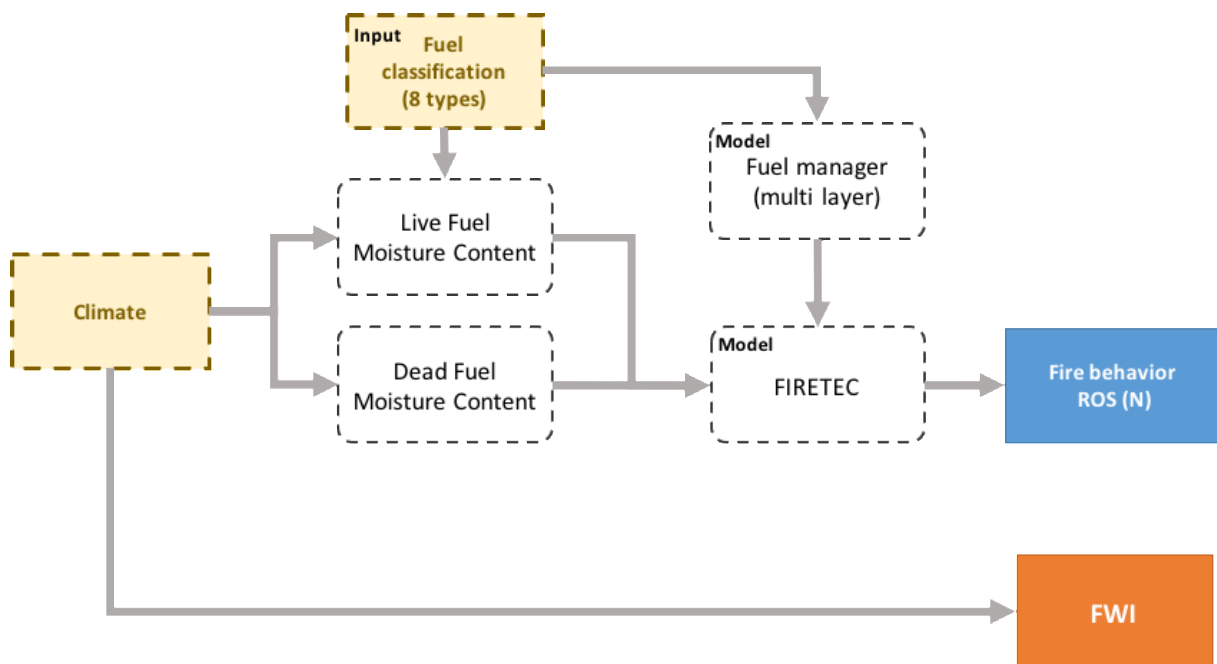 Input
Fuel
classification
(8 types)
Model
Fuel manager
(multi layer)
Live Fuel
Moisture Content
Climate
Dead Fuel
Moisture Content
Model
FIRETEC
Fire behavior
ROS (N)
FWI